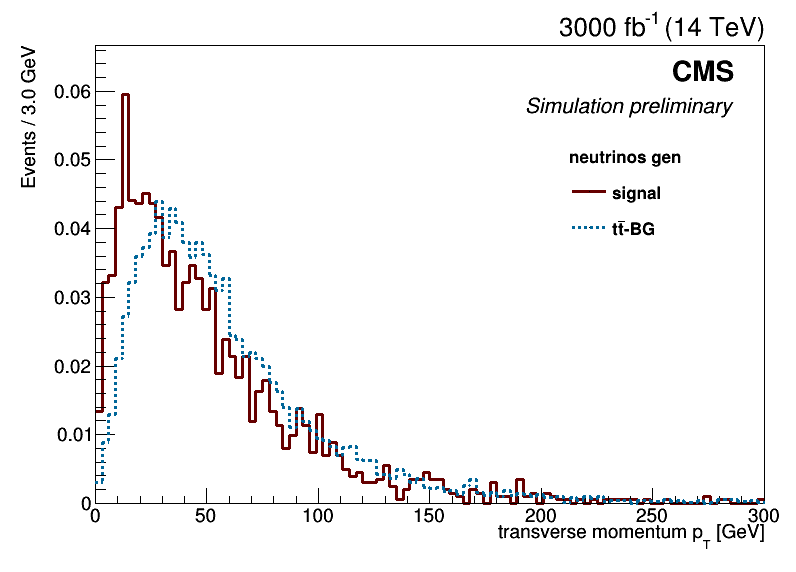 3000 fb⁻¹ (14 TeV)
CMS
Simulation preliminary
neutrinos gen
signal
tt̄-BG
Events / 3.0 GeV
0.06
0.05
0.04
0.03
0.02
0.01
0
0 50 100 150 200 250 300
transverse momentum p_T [GeV]